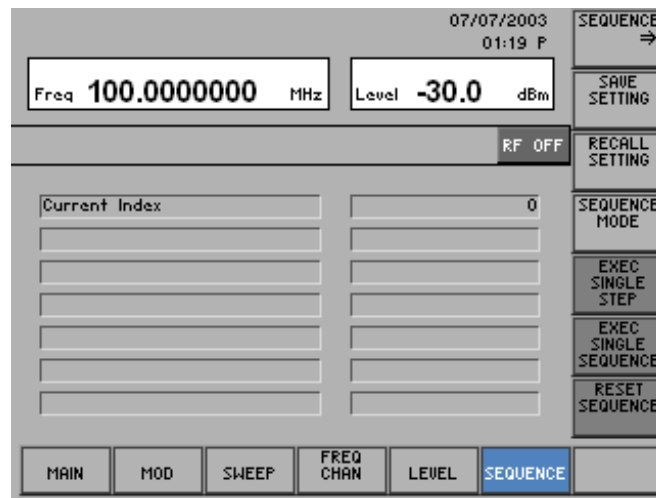 07/07/2003
01:19 P
Freq 100.0000000 MHz
Level -30.0 dBm
RF OFF
Current Index 0
SEQUENCE
⇒
SAVE
SETTING
RECALL
SETTING
SEQUENCE
MODE
EXEC
SINGLE
STEP
EXEC
SINGLE
SEQUENCE
RESET
SEQUENCE
MAIN
MOD
SWEEP
FREQ
CHAN
LEVEL
SEQUENCE